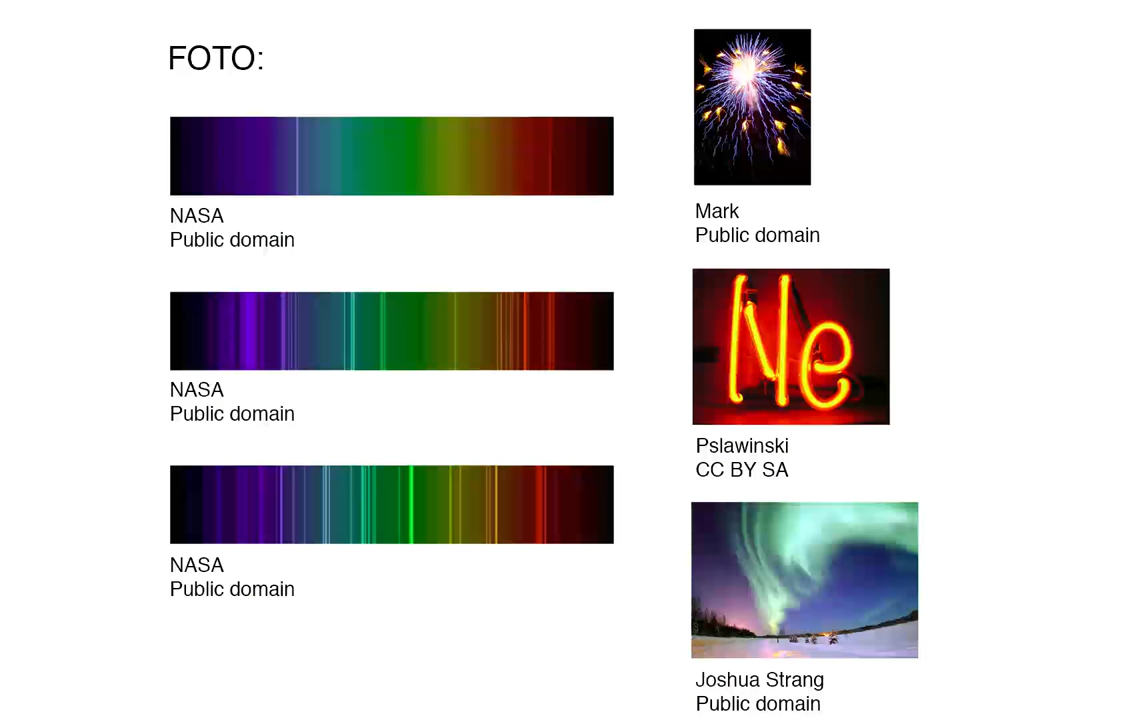 FOTO:
NASA
Public domain
NASA
Public domain
NASA
Public domain
Mark
Public domain
Ne
Pslawinski
CC BY SA
Joshua Strang
Public domain